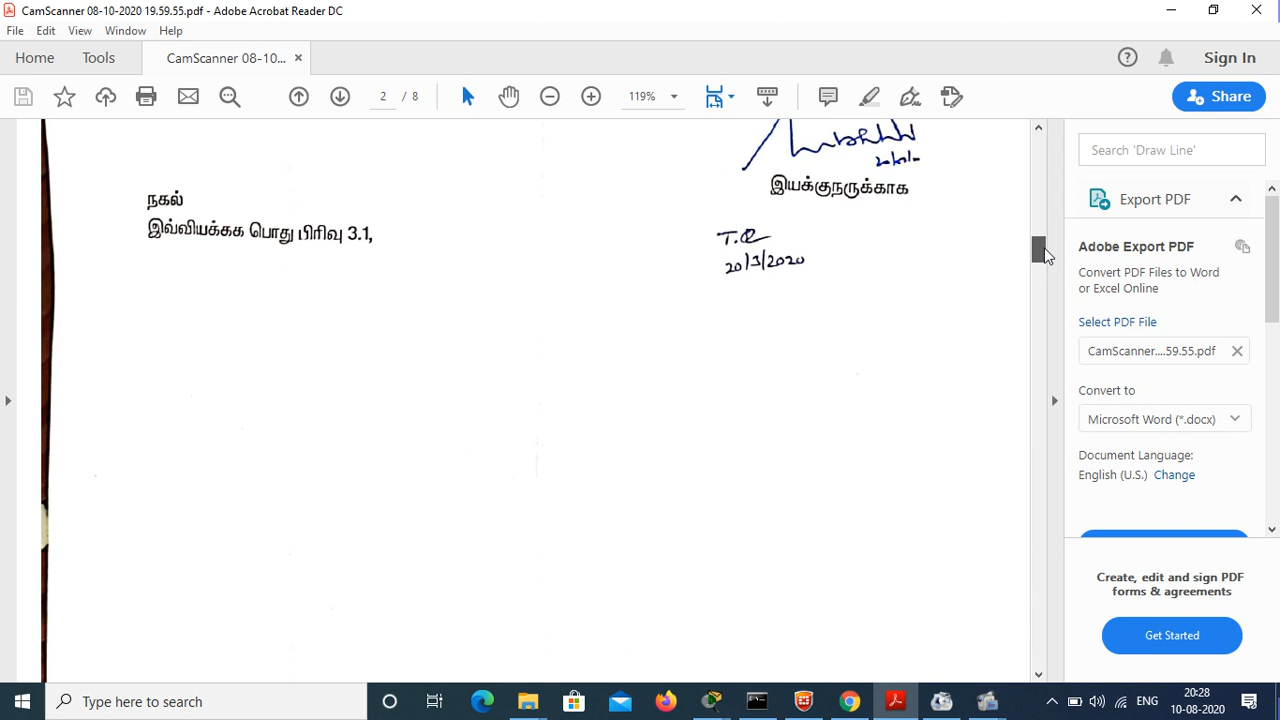 CamScanner 08-10-2020 19.59.55.pdf - Adobe Acrobat Reader DC
File Edit View Window Help
Home Tools CamScanner 08-10... × Sign In
2 / 8 119% Share
இயக்குநருக்காக
நகல்
இவ்வியக்கக பொது பிரிவு 3.1,
20/3/2020
Search 'Draw Line'
Export PDF
Adobe Export PDF
Convert PDF Files to Word
or Excel Online
Select PDF File
CamScanner....59.55.pdf
Convert to
Microsoft Word (*.docx)
Document Language:
English (U.S.) Change
Create, edit and sign PDF
forms & agreements
Get Started
Type here to search
ENG
20:28
10-08-2020